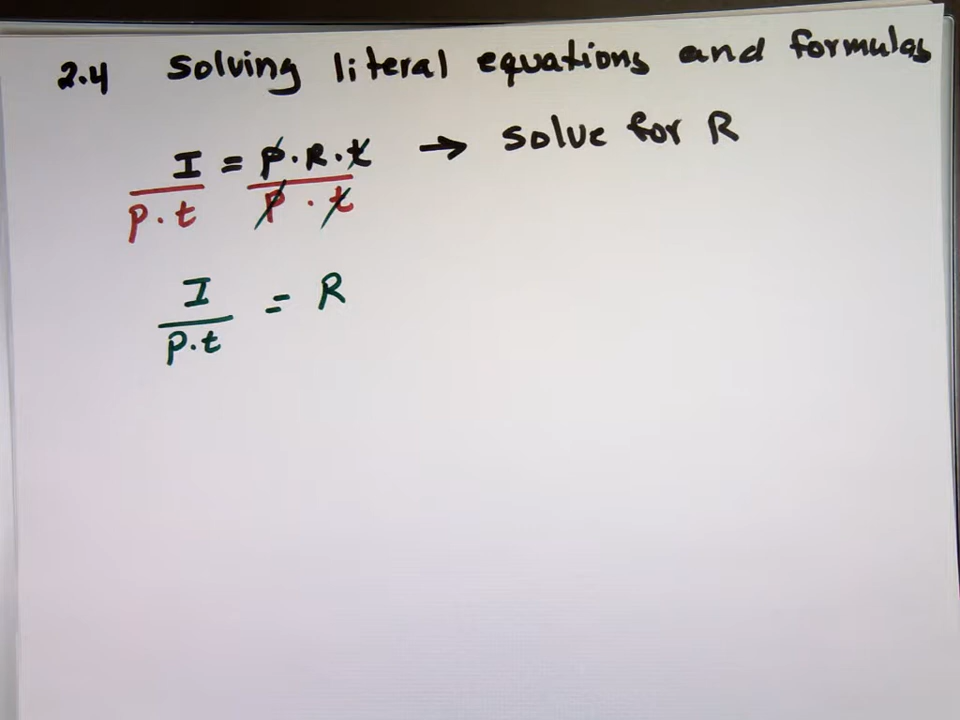 2.4 Solving literal equations and formulas
I = p · R · t → Solve for R
p · t p · t
I = R
p · t